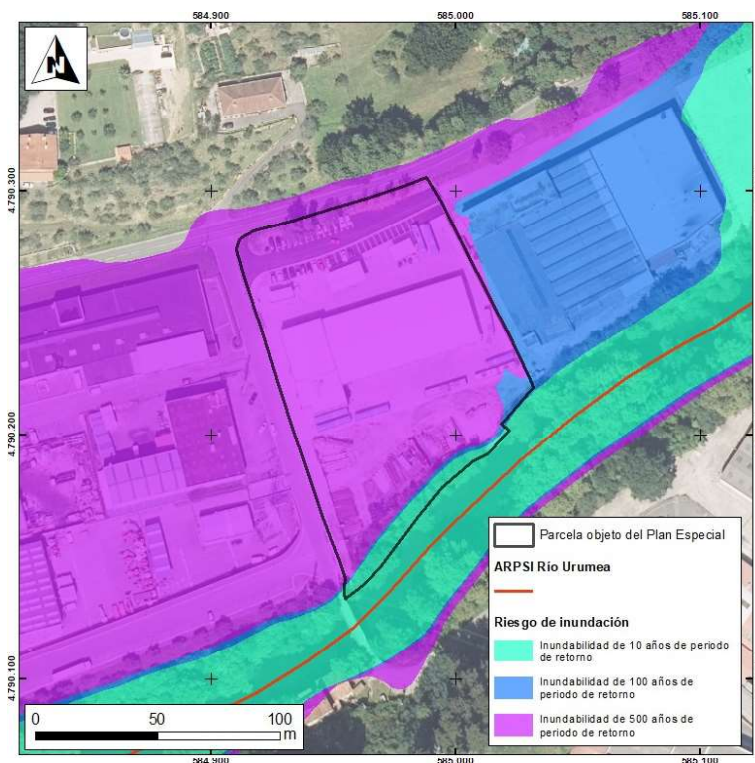 584.900
585.000
585.100
N
4.790.300
4.790.200
4.790.100
Parcela objeto del Plan Especial
ARPSI Río Urumea
Riesgo de inundación
Inundabilidad de 10 años de periodo
de retorno
Inundabilidad de 100 años de
periodo de retorno
Inundabilidad de 500 años de
periodo de retorno
0
50
100
m
584.900
585.000
585.100